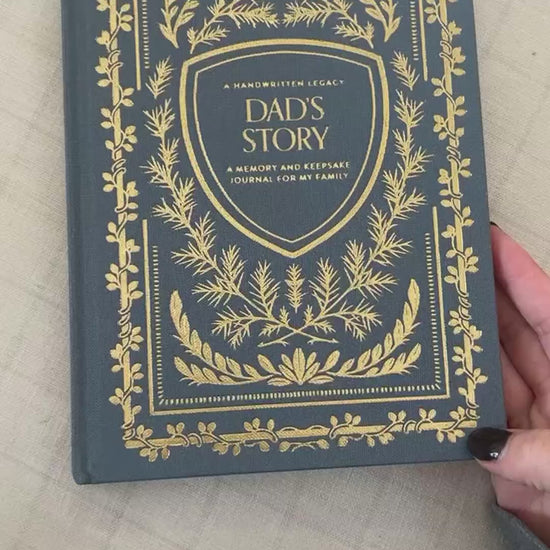 A HANDWRITTEN LEGACY
DAD'S
STORY
A MEMORY AND KEEPSAKE
JOURNAL FOR MY FAMILY